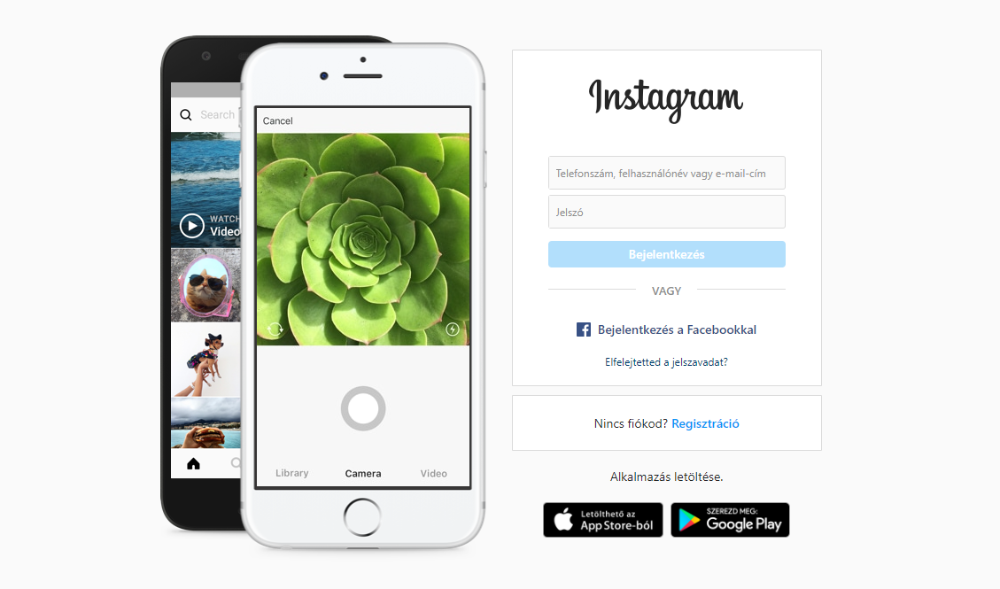 Search
WATCH
Video
Cancel
Library
Camera
Video
Instagram
Telefonszám, felhasználónév vagy e-mail-cím
Jelszó
Bejelentkezés
VAGY
Bejelentkezés a Facebookkal
Elfelejtetted a jelszavadat?
Nincs fiókod? Regisztráció
Alkalmazás letöltése.
Letölthető az
App Store-ból
SZEREZD MEG:
Google Play